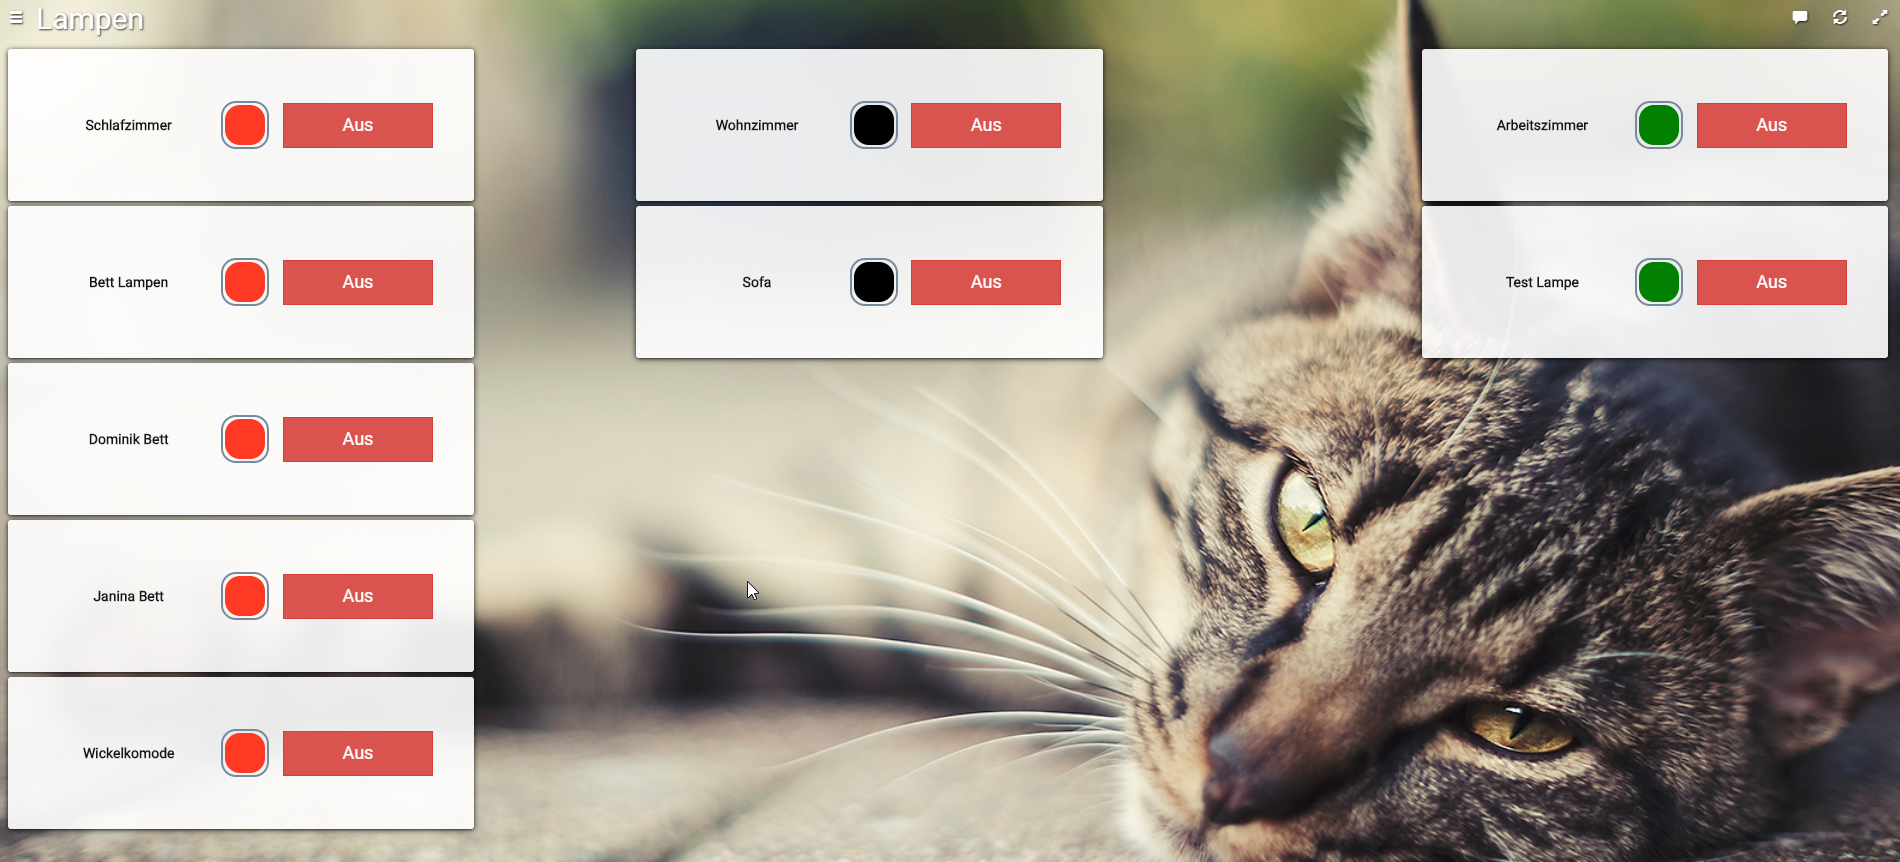 Lampen
Schlafzimmer Aus
Bett Lampen Aus
Dominik Bett Aus
Janina Bett Aus
Wickelkomode Aus
Wohnzimmer Aus
Sofa Aus
Arbeitszimmer Aus
Test Lampe Aus